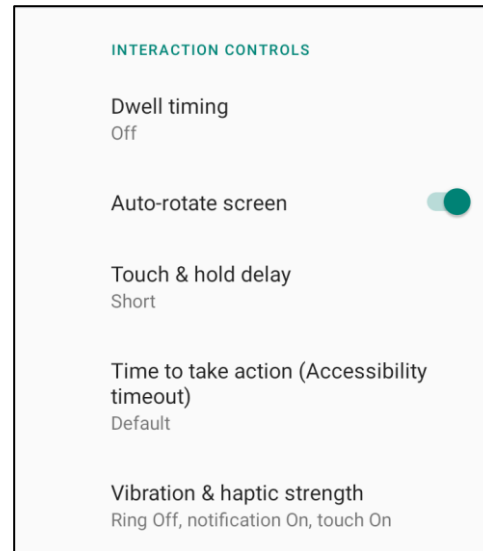 INTERACTION CONTROLS
Dwell timing
Off
Auto-rotate screen
Touch & hold delay
Short
Time to take action (Accessibility
timeout)
Default
Vibration & haptic strength
Ring Off, notification On, touch On